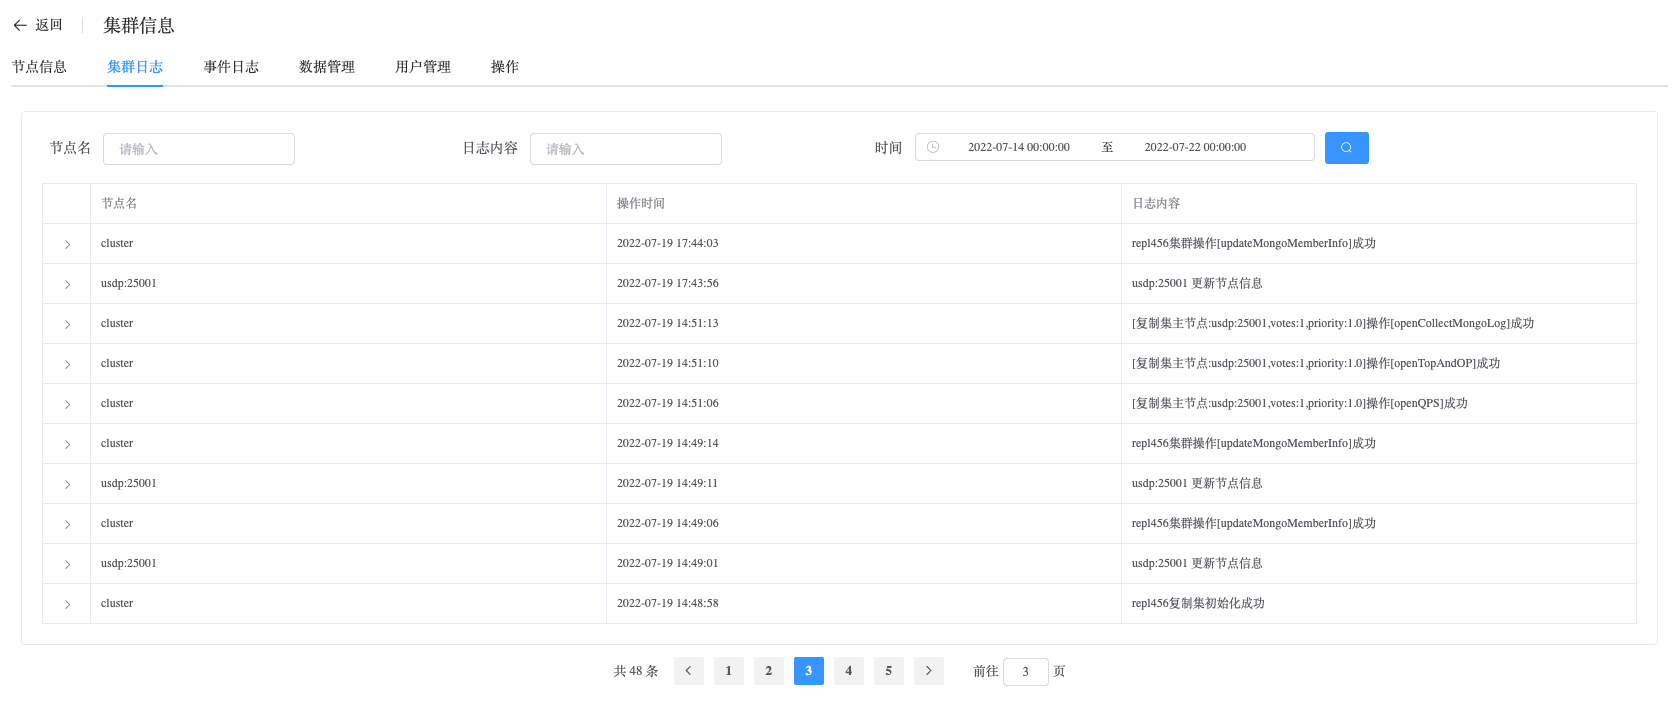 返回 集群信息
节点信息 集群日志 事件日志 数据管理 用户管理 操作
节点名 请输入 日志内容 请输入 时间 2022-07-14 00:00:00 至 2022-07-22 00:00:00
节点名 操作时间 日志内容
cluster 2022-07-19 17:44:03 repl456集群操作[updateMongoMemberInfo]成功
usdp:25001 2022-07-19 17:43:56 usdp:25001 更新节点信息
cluster 2022-07-19 14:51:13 [复制集主节点:usdp:25001,votes:1,priority:1.0]操作[openCollectMongoLog]成功
cluster 2022-07-19 14:51:10 [复制集主节点:usdp:25001,votes:1,priority:1.0]操作[openTopAndOP]成功
cluster 2022-07-19 14:51:06 [复制集主节点:usdp:25001,votes:1,priority:1.0]操作[openQPS]成功
cluster 2022-07-19 14:49:14 repl456集群操作[updateMongoMemberInfo]成功
usdp:25001 2022-07-19 14:49:11 usdp:25001 更新节点信息
cluster 2022-07-19 14:49:06 repl456集群操作[updateMongoMemberInfo]成功
usdp:25001 2022-07-19 14:49:01 usdp:25001 更新节点信息
cluster 2022-07-19 14:48:58 repl456复制集初始化成功
共 48 条 1 2 3 4 5 前往 3 页